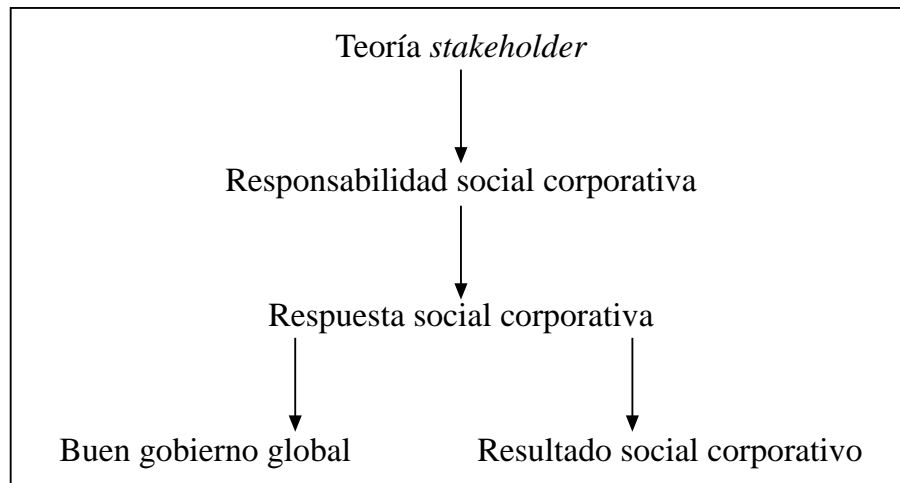 Teoría stakeholder
Responsabilidad social corporativa
Respuesta social corporativa
Buen gobierno global
Resultado social corporativo